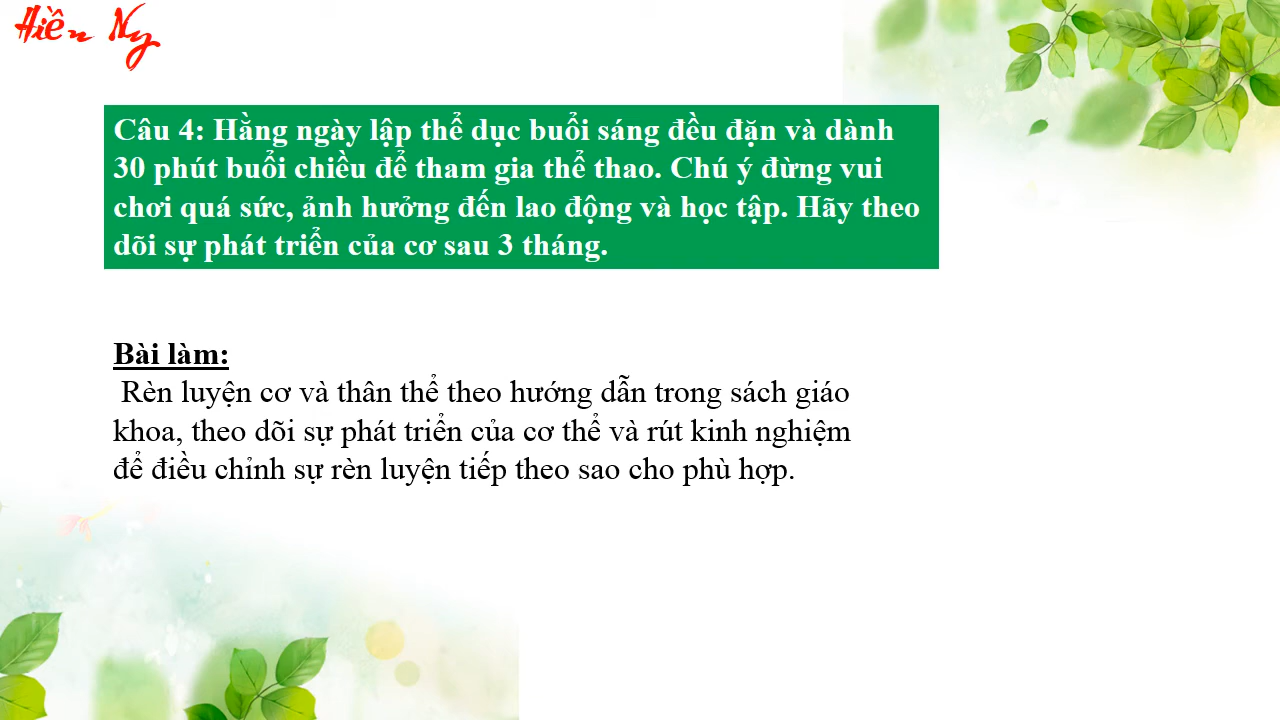 Hiền Ny
Câu 4: Hằng ngày lập thể dục buổi sáng đều đặn và dành
30 phút buổi chiều để tham gia thể thao. Chú ý đừng vui
chơi quá sức, ảnh hưởng đến lao động và học tập. Hãy theo
dõi sự phát triển của cơ sau 3 tháng.
Bài làm:
Rèn luyện cơ và thân thể theo hướng dẫn trong sách giáo
khoa, theo dõi sự phát triển của cơ thể và rút kinh nghiệm
để điều chỉnh sự rèn luyện tiếp theo sao cho phù hợp.